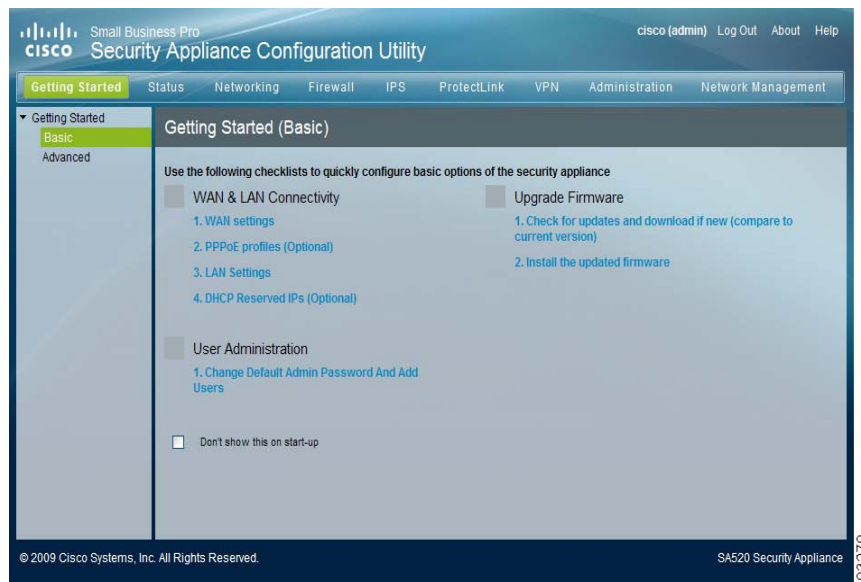 Small Business Pro
cisco Security Appliance Configuration Utility
cisco (admin) Log Out About Help
Getting Started Status Networking Firewall IPS ProtectLink VPN Administration Network Management
Getting Started
Basic
Advanced
Getting Started (Basic)
Use the following checklists to quickly configure basic options of the security appliance
WAN & LAN Connectivity
1. WAN settings
2. PPPoE profiles (Optional)
3. LAN Settings
4. DHCP Reserved IPs (Optional)
User Administration
1. Change Default Admin Password And Add
Users
Upgrade Firmware
1. Check for updates and download if new (compare to
current version)
2. Install the updated firmware
Don't show this on start-up
© 2009 Cisco Systems, Inc. All Rights Reserved.
SA520 Security Appliance